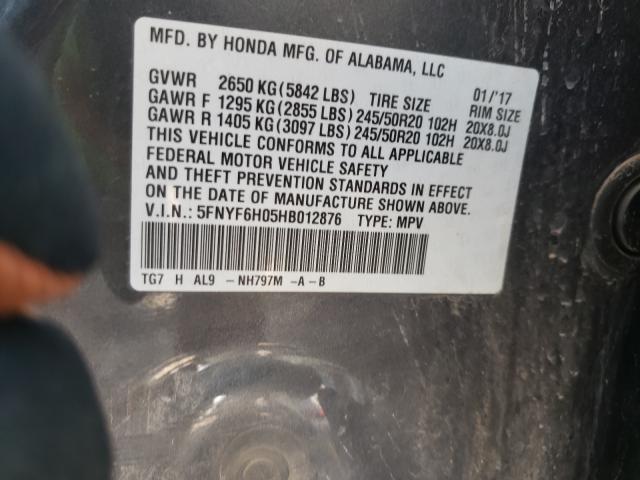 MFD. BY HONDA MFG. OF ALABAMA, LLC
GVWR 2650 KG (5842 LBS) TIRE SIZE 01/'17 RIM SIZE
GAWR F 1295 KG (2855 LBS) 245/50R20 102H 20X8.0J
GAWR R 1405 KG (3097 LBS) 245/50R20 102H 20X8.0J
THIS VEHICLE CONFORMS TO ALL APPLICABLE
FEDERAL MOTOR VEHICLE SAFETY
AND THEFT PREVENTION STANDARDS IN EFFECT
ON THE DATE OF MANUFACTURE SHOWN ABOVE.
V.I.N.: 5FNYF6H05HB012876 TYPE: MPV
TG7 H AL9 -NH797M -A-B